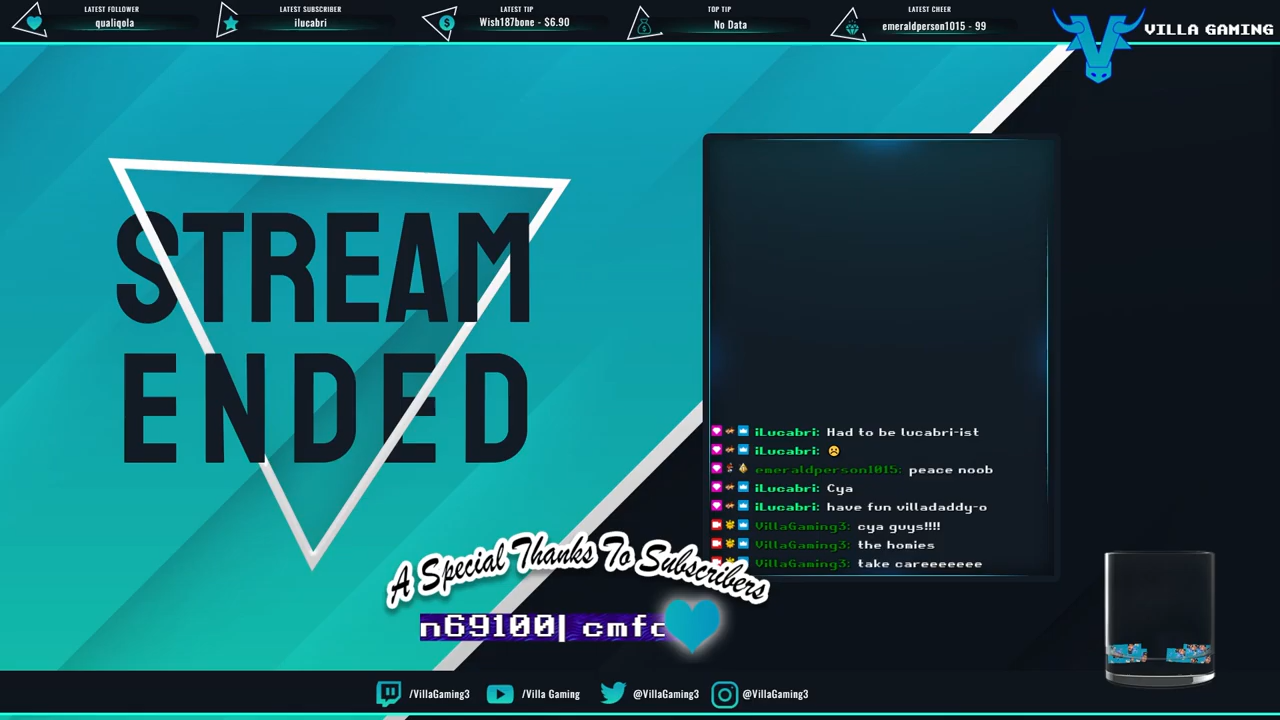 LATEST FOLLOWER
qualiqola
LATEST SUBSCRIBER
ilucabri
LATEST TIP
Wish187bone - $6.90
TOP TIP
No Data
LATEST CHEER
emeraldperson1015 - 99
VILLA GAMING
STREAM
ENDED
iLucabri: Had to be lucabri-ist
iLucabri: ☹️
emeraldperson1015: peace noob
iLucabri: Cya
iLucabri: have fun villadaddy-o
VillaGaming3: cya guys!!!!
VillaGaming3: the homies
VillaGaming3: take careeeeeee
A Special Thanks To Subscribers
n69100| cmfc
/VillaGaming3
/Villa Gaming
@VillaGaming3
@VillaGaming3